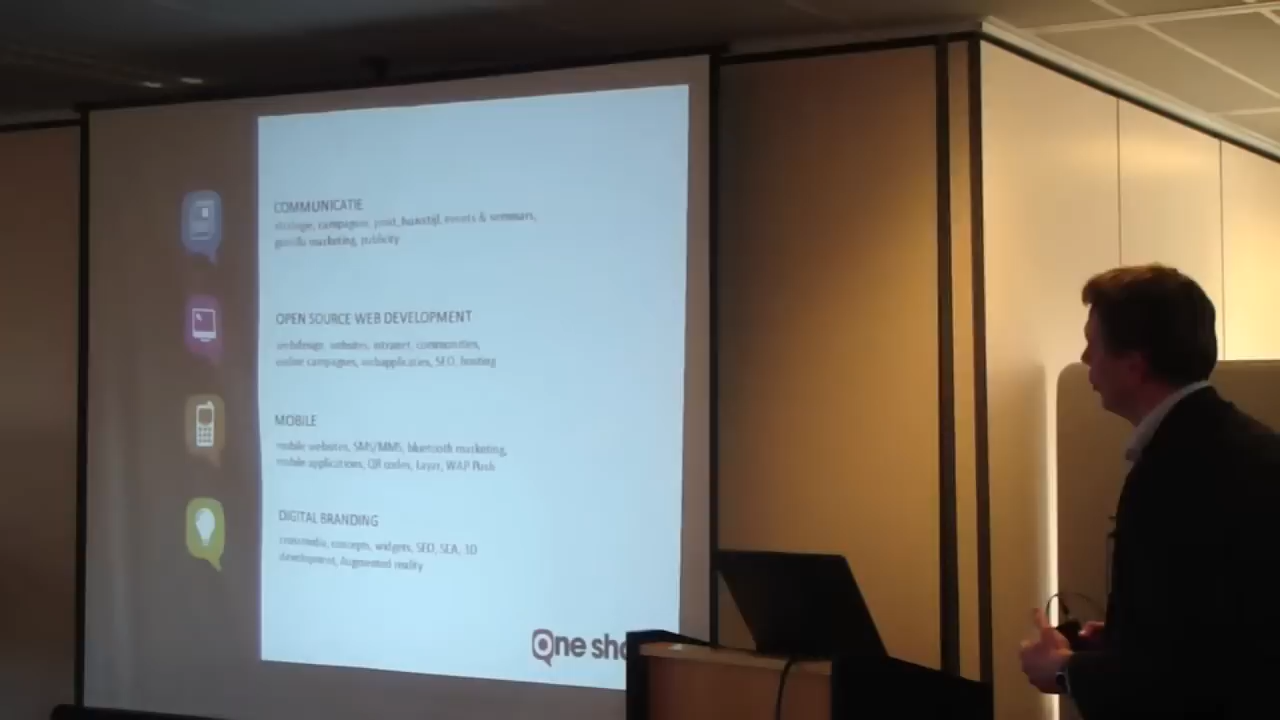 COMMUNICATIE
strategie, campagnes, print, huisstijl, events & seminars,
guerilla marketing, publicity
OPEN SOURCE WEB DEVELOPMENT
webdesign, websites, intranet, communities,
online campagnes, webapplicaties, SEO, hosting
MOBILE
mobile websites, SMS/MMS, bluetooth marketing,
mobile applications, QR codes, Layar, WAP Push
DIGITAL BRANDING
crossmedia, concepts, widgets, SEO, SEA, 3D
development, Augmented reality
One sho